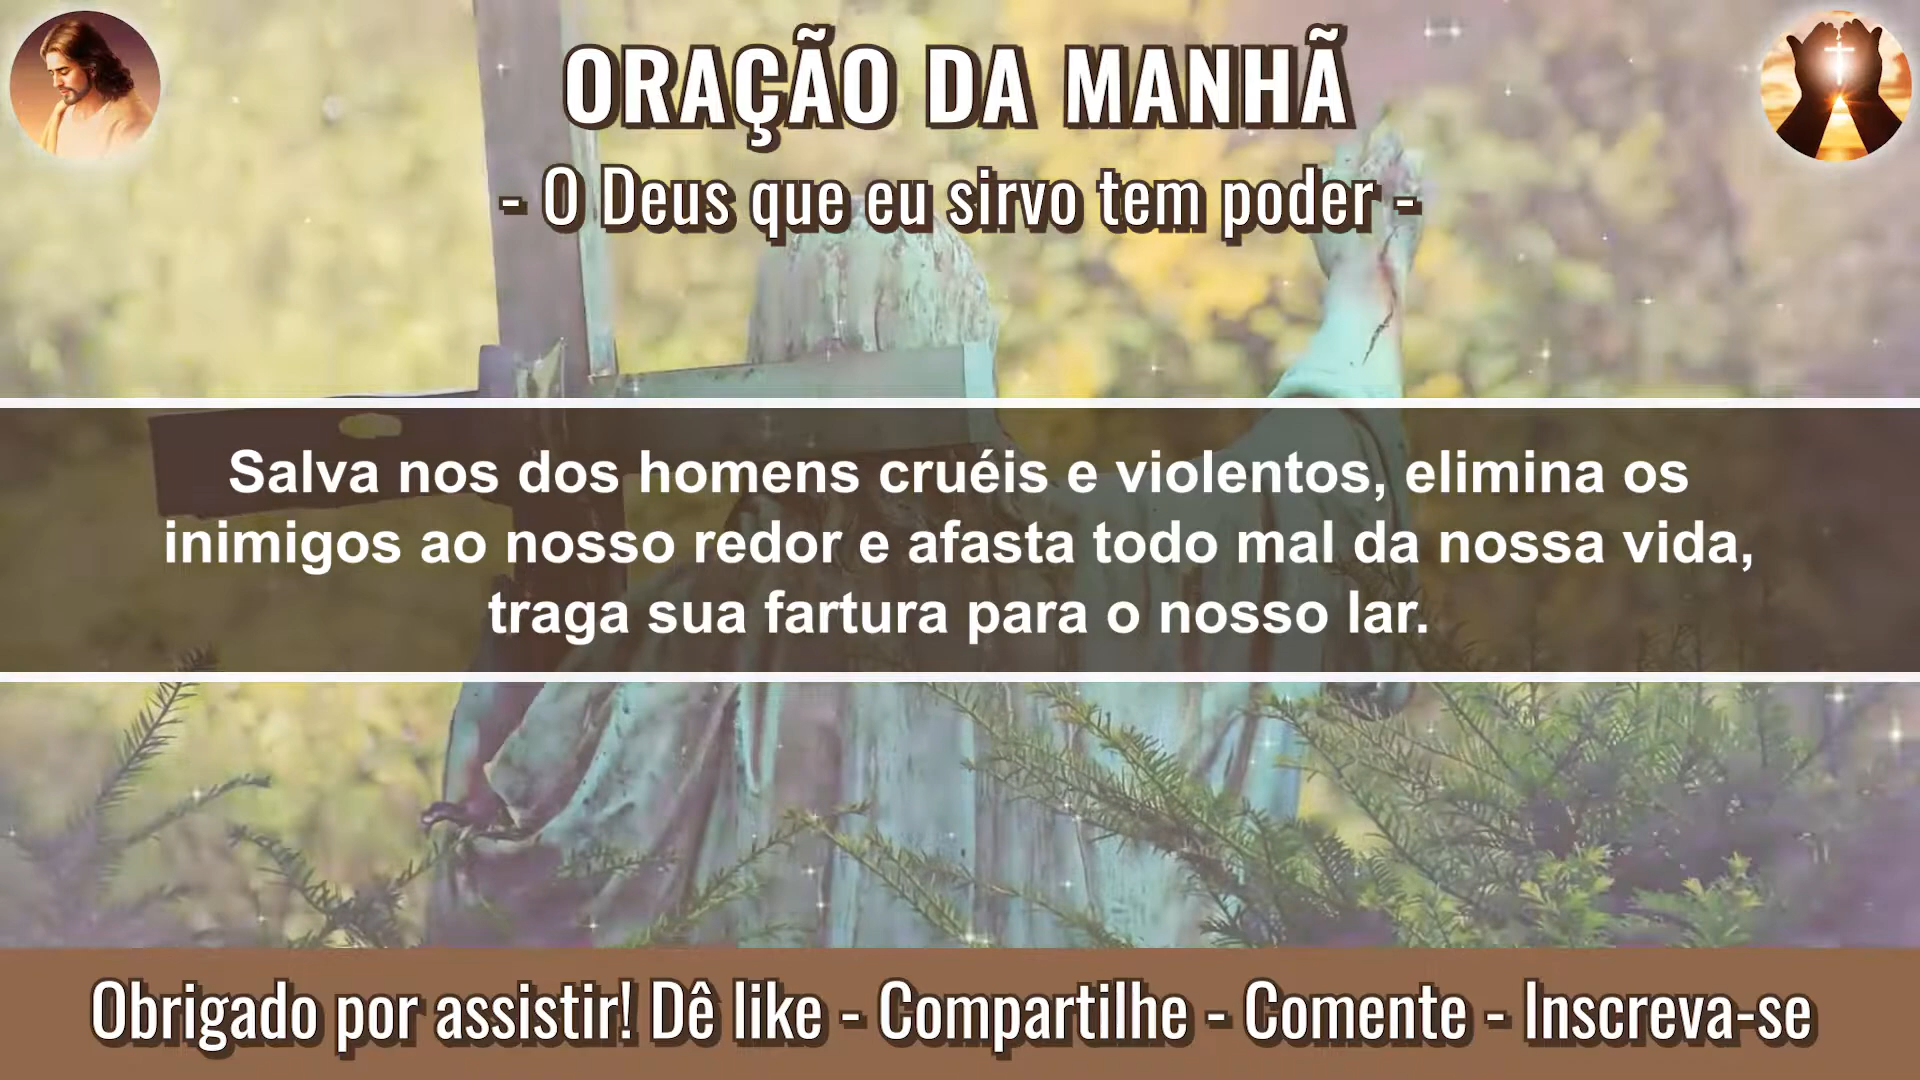 ORAÇÃO DA MANHÃ
- O Deus que eu sirvo tem poder -
Salva nos dos homens cruéis e violentos, elimina os
inimigos ao nosso redor e afasta todo mal da nossa vida,
traga sua fartura para o nosso lar.
Obrigado por assistir! Dê like - Compartilhe - Comente - Inscreva-se